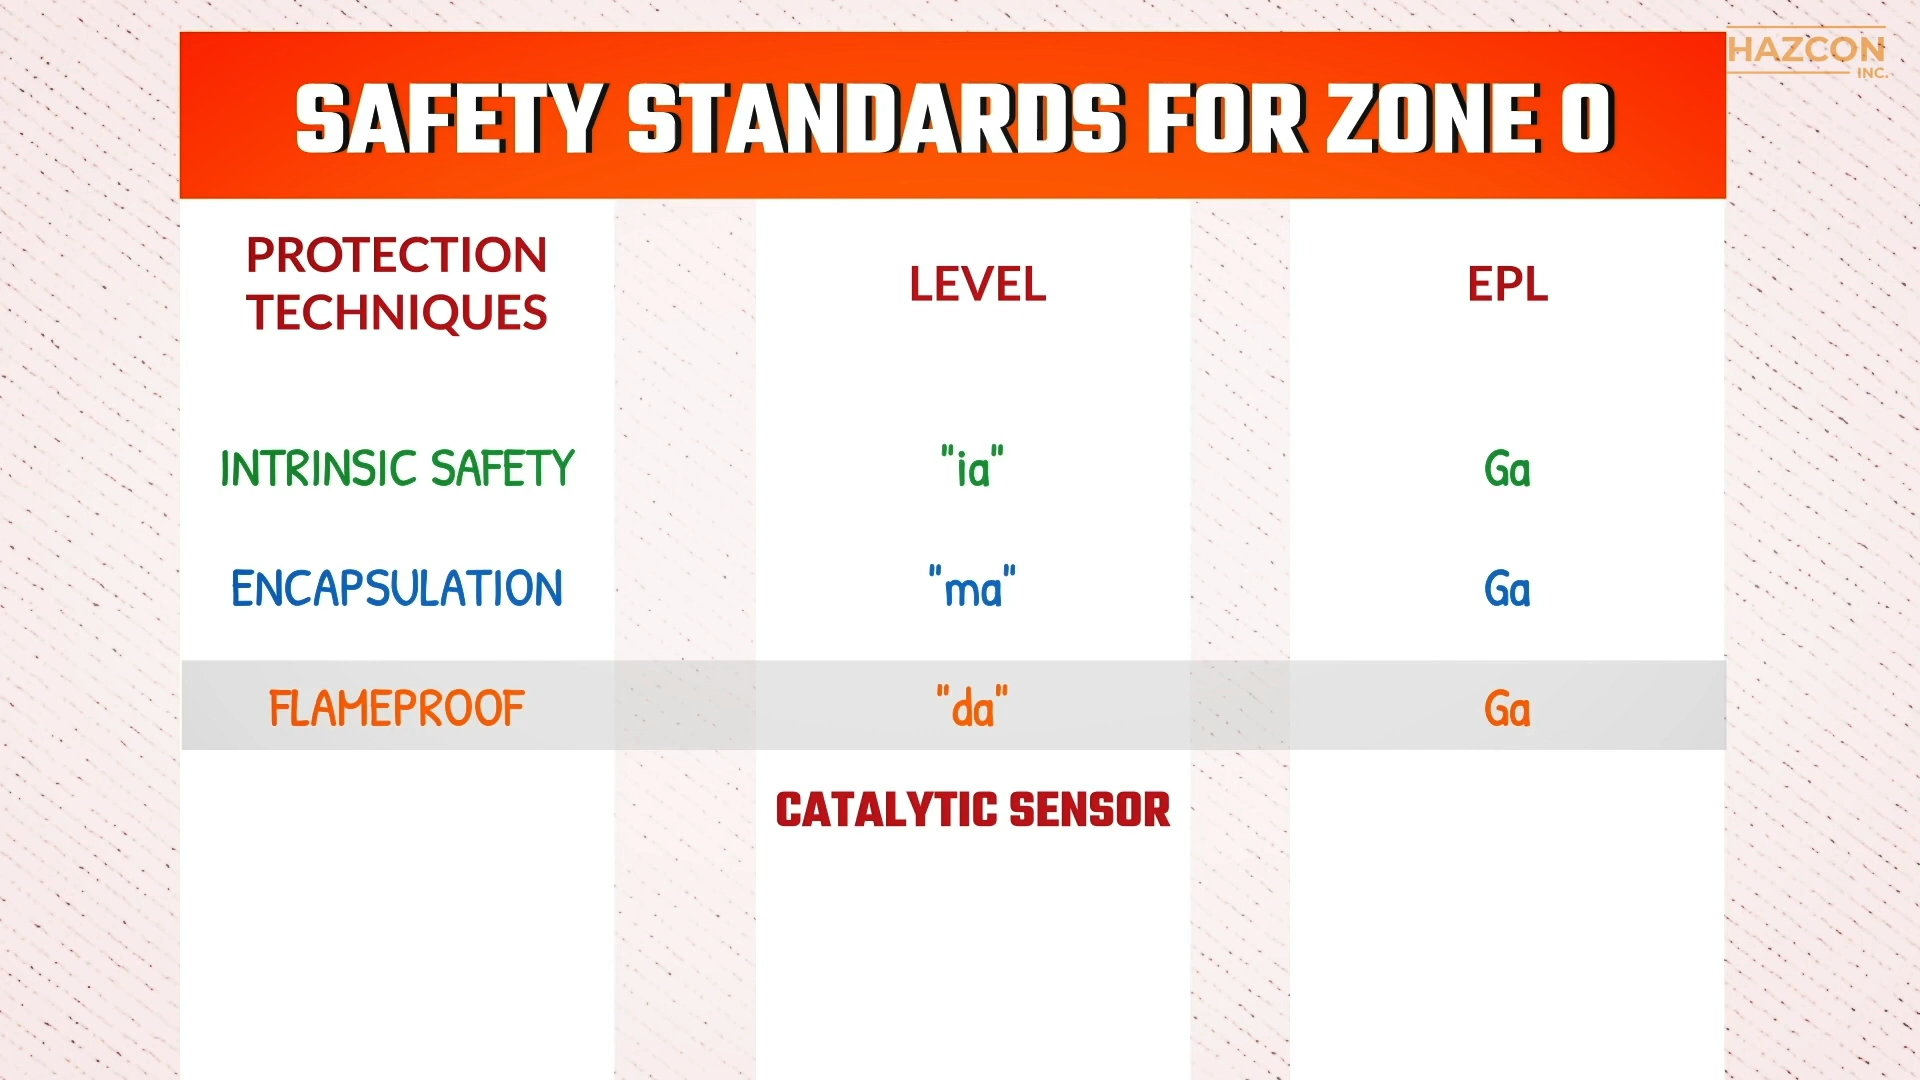 HAZCON
INC.
SAFETY STANDARDS FOR ZONE 0
PROTECTION
TECHNIQUES
LEVEL
EPL
INTRINSIC SAFETY
"ia"
Ga
ENCAPSULATION
"ma"
Ga
FLAMEPROOF
"da"
Ga
CATALYTIC SENSOR